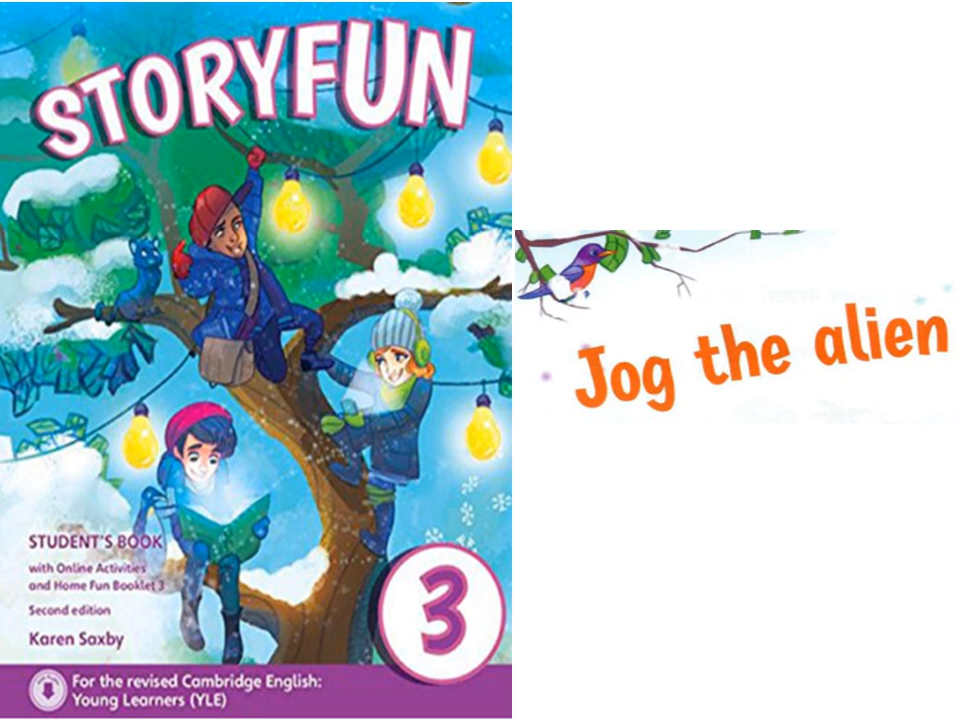 STORYFUN
STUDENT'S BOOK
with Online Activities
and Home Fun Booklet 3
Second edition
Karen Saxby
3
For the revised Cambridge English:
Young Learners (YLE)
Jog the alien